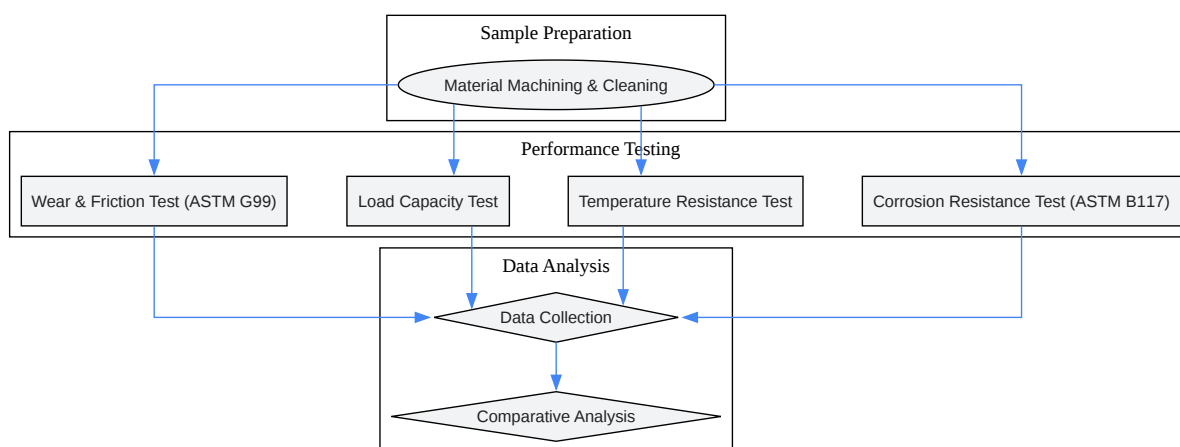 Sample Preparation
Material Machining & Cleaning
Performance Testing
Wear & Friction Test (ASTM G99)
Load Capacity Test
Temperature Resistance Test
Corrosion Resistance Test (ASTM B117)
Data Analysis
Data Collection
Comparative Analysis